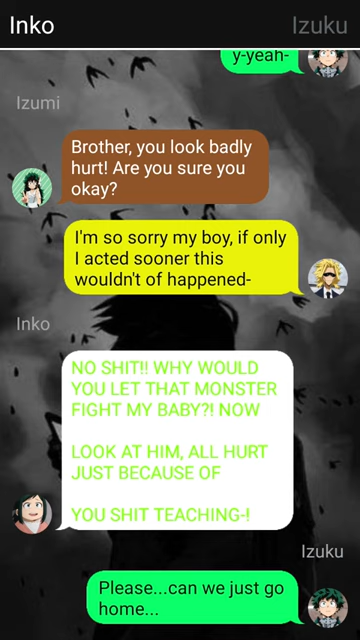 Inko
Izuku
y-yeah-
Izumi
Brother, you look badly
hurt! Are you sure you
okay?
I'm so sorry my boy, if only
I acted sooner this
wouldn't of happened-
Inko
NO SHIT!! WHY WOULD
YOU LET THAT MONSTER
FIGHT MY BABY?! NOW
LOOK AT HIM, ALL HURT
JUST BECAUSE OF
YOU SHIT TEACHING-!
Izuku
Please...can we just go
home...